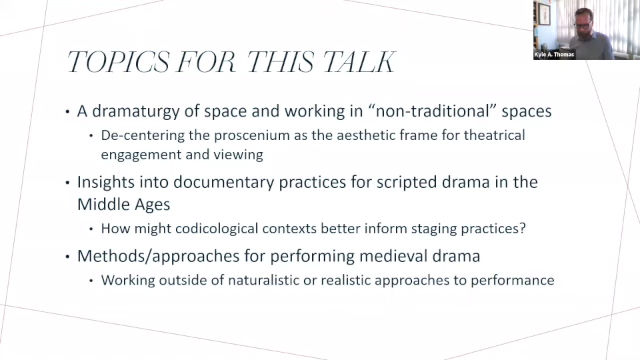 TOPICS FOR THIS TALK
Kyle A. Thomas
• A dramaturgy of space and working in “non-traditional” spaces
• De-centering the proscenium as the aesthetic frame for theatrical
engagement and viewing
• Insights into documentary practices for scripted drama in the
Middle Ages
• How might codicological contexts better inform staging practices?
• Methods/approaches for performing medieval drama
• Working outside of naturalistic or realistic approaches to performance